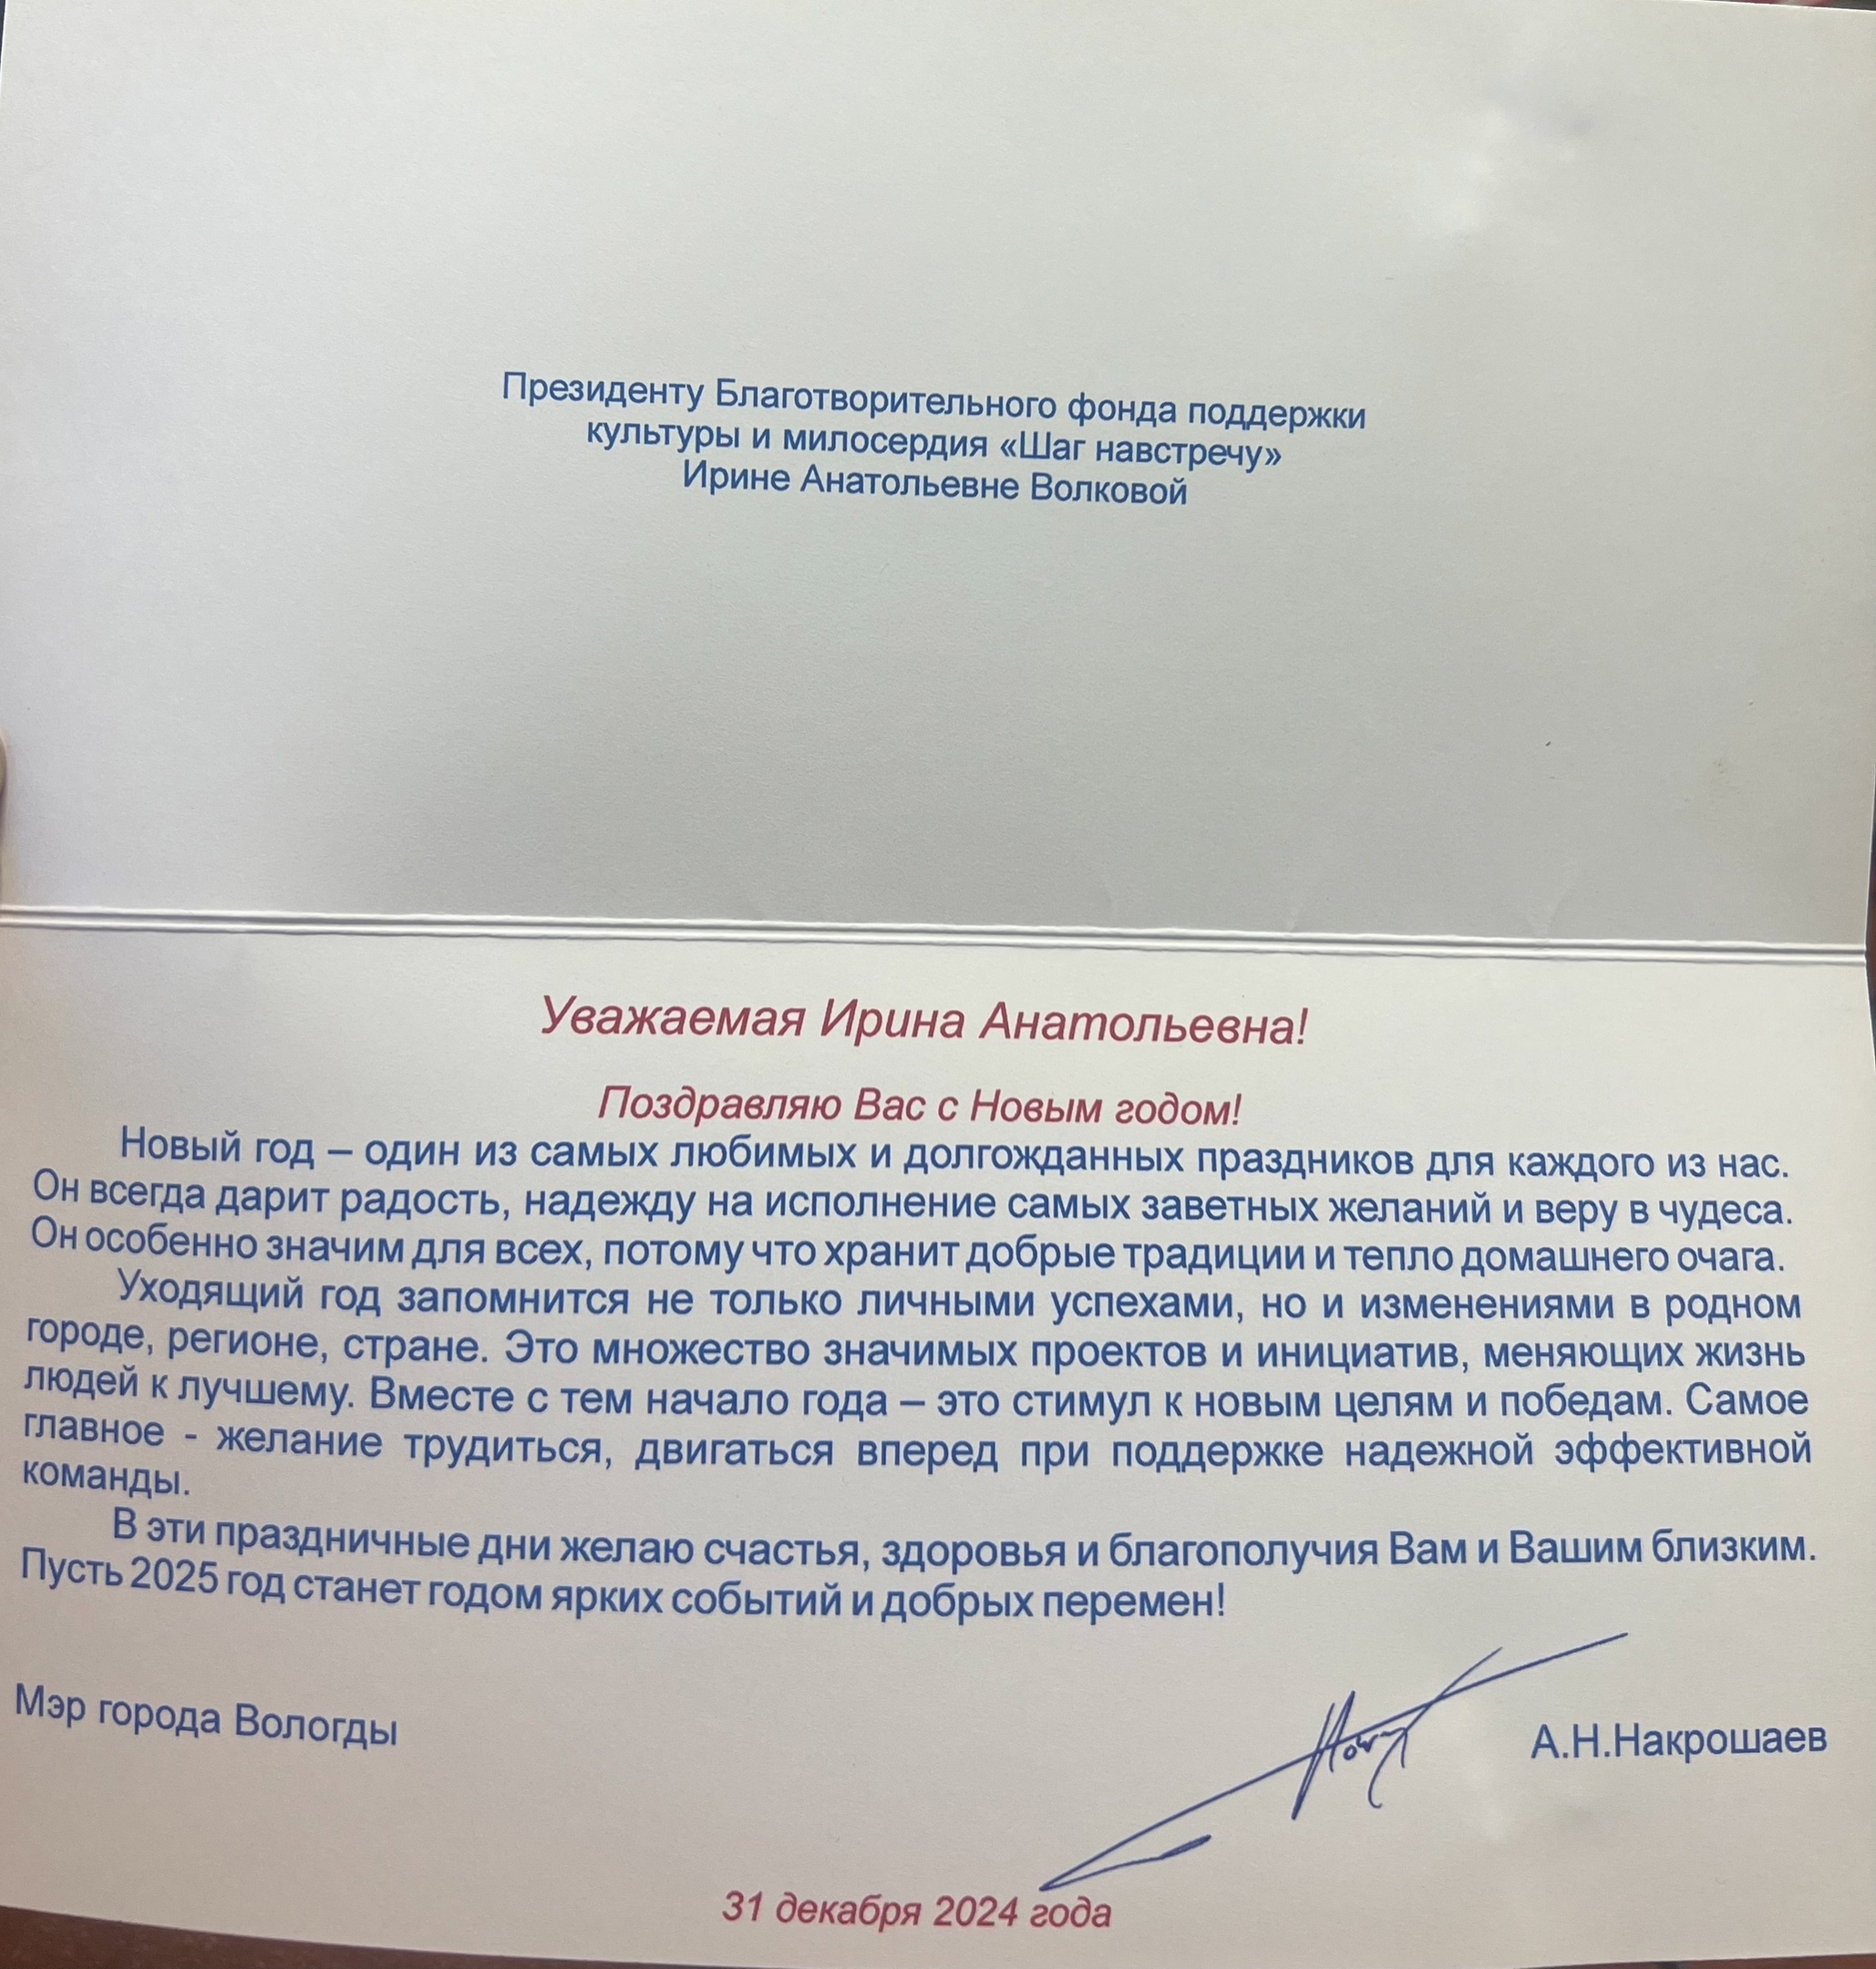 Президенту Благотворительного фонда поддержки
культуры и милосердия «Шаг навстречу»
Ирине Анатольевне Волковой
Уважаемая Ирина Анатольевна!
Поздравляю Вас с Новым годом!
Новый год – один из самых любимых и долгожданных праздников для каждого из нас.
Он всегда дарит радость, надежду на исполнение самых заветных желаний и веру в чудеса.
Он особенно значим для всех, потому что хранит добрые традиции и тепло домашнего очага.
Уходящий год запомнится не только личными успехами, но и изменениями в родном
городе, регионе, стране. Это множество значимых проектов и инициатив, меняющих жизнь
людей к лучшему. Вместе с тем начало года – это стимул к новым целям и победам. Самое
главное - желание трудиться, двигаться вперед при поддержке надежной эффективной
команды.
В эти праздничные дни желаю счастья, здоровья и благополучия Вам и Вашим близким.
Пусть 2025 год станет годом ярких событий и добрых перемен!
Мэр города Вологды
А.Н.Накрошаев
31 декабря 2024 года